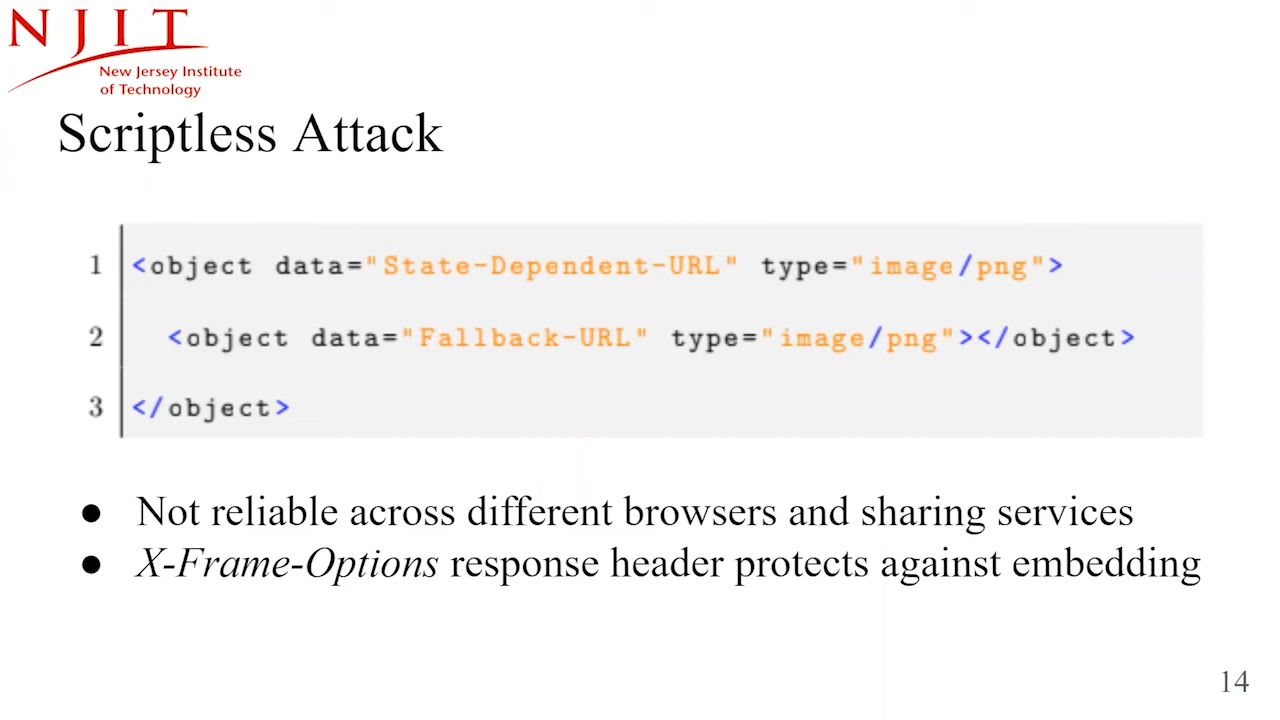 NJIT
New Jersey Institute
of Technology
Scriptless Attack
1 <object data="State-Dependent-URL" type="image/png">
2 <object data="Fallback-URL" type="image/png"></object>
3 </object>
● Not reliable across different browsers and sharing services
● X-Frame-Options response header protects against embedding
14